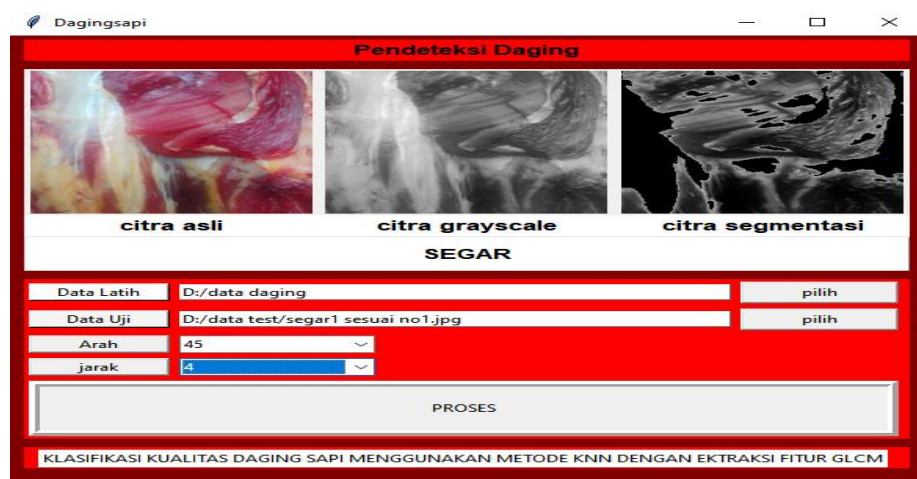 Dagingsapi
Pendeteksi Daging
citra asli citra grayscale citra segmentasi
SEGAR
Data Latih D:/data daging pilih
Data Uji D:/data test/segar1 sesuai no1.jpg pilih
Arah 45
jarak 4
PROSES
KLASIFIKASI KUALITAS DAGING SAPI MENGGUNAKAN METODE KNN DENGAN EKTRAKSI FITUR GLCM